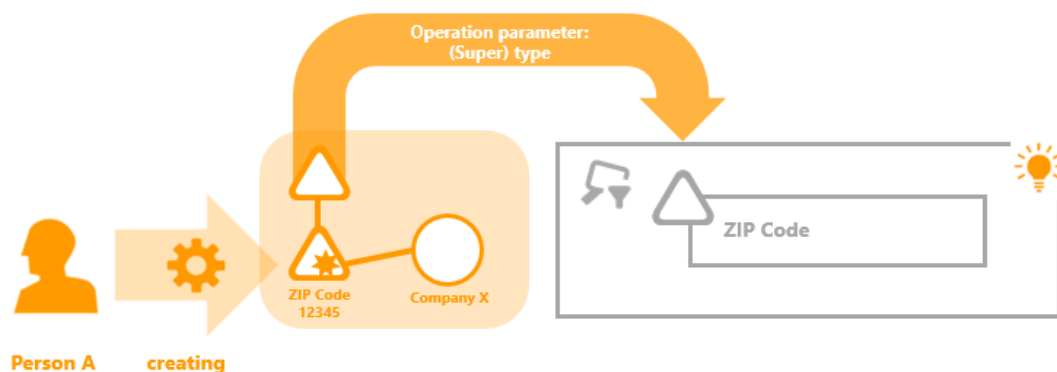 Operation parameter:
(Super) type
ZIP Code
ZIP Code
12345
Company X
Person A
creating